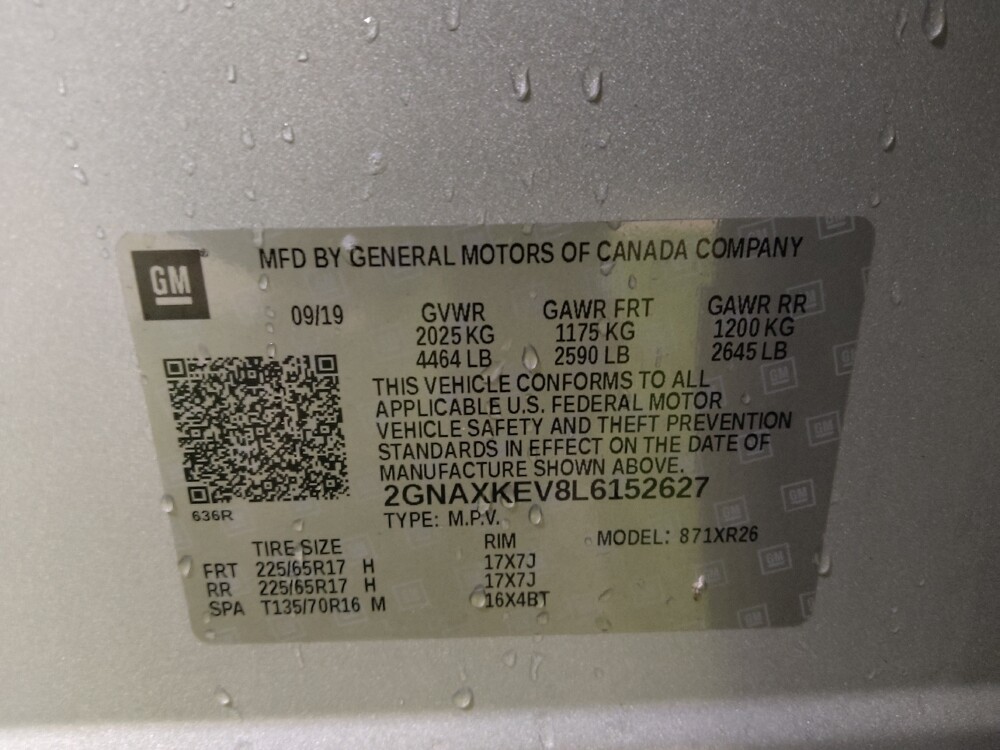 GM
MFD BY GENERAL MOTORS OF CANADA COMPANY
09/19 GVWR GAWR FRT GAWR RR
2025 KG 1175 KG 1200 KG
4464 LB 2590 LB 2645 LB
THIS VEHICLE CONFORMS TO ALL
APPLICABLE U.S. FEDERAL MOTOR
VEHICLE SAFETY AND THEFT PREVENTION
STANDARDS IN EFFECT ON THE DATE OF
MANUFACTURE SHOWN ABOVE.
2GNAXKEV8L6152627
636R
TYPE: M.P.V.
MODEL: 871XR26
TIRE SIZE RIM
FRT 225/65R17 H 17X7J
RR 225/65R17 H 17X7J
SPA T135/70R16 M 16X4BT